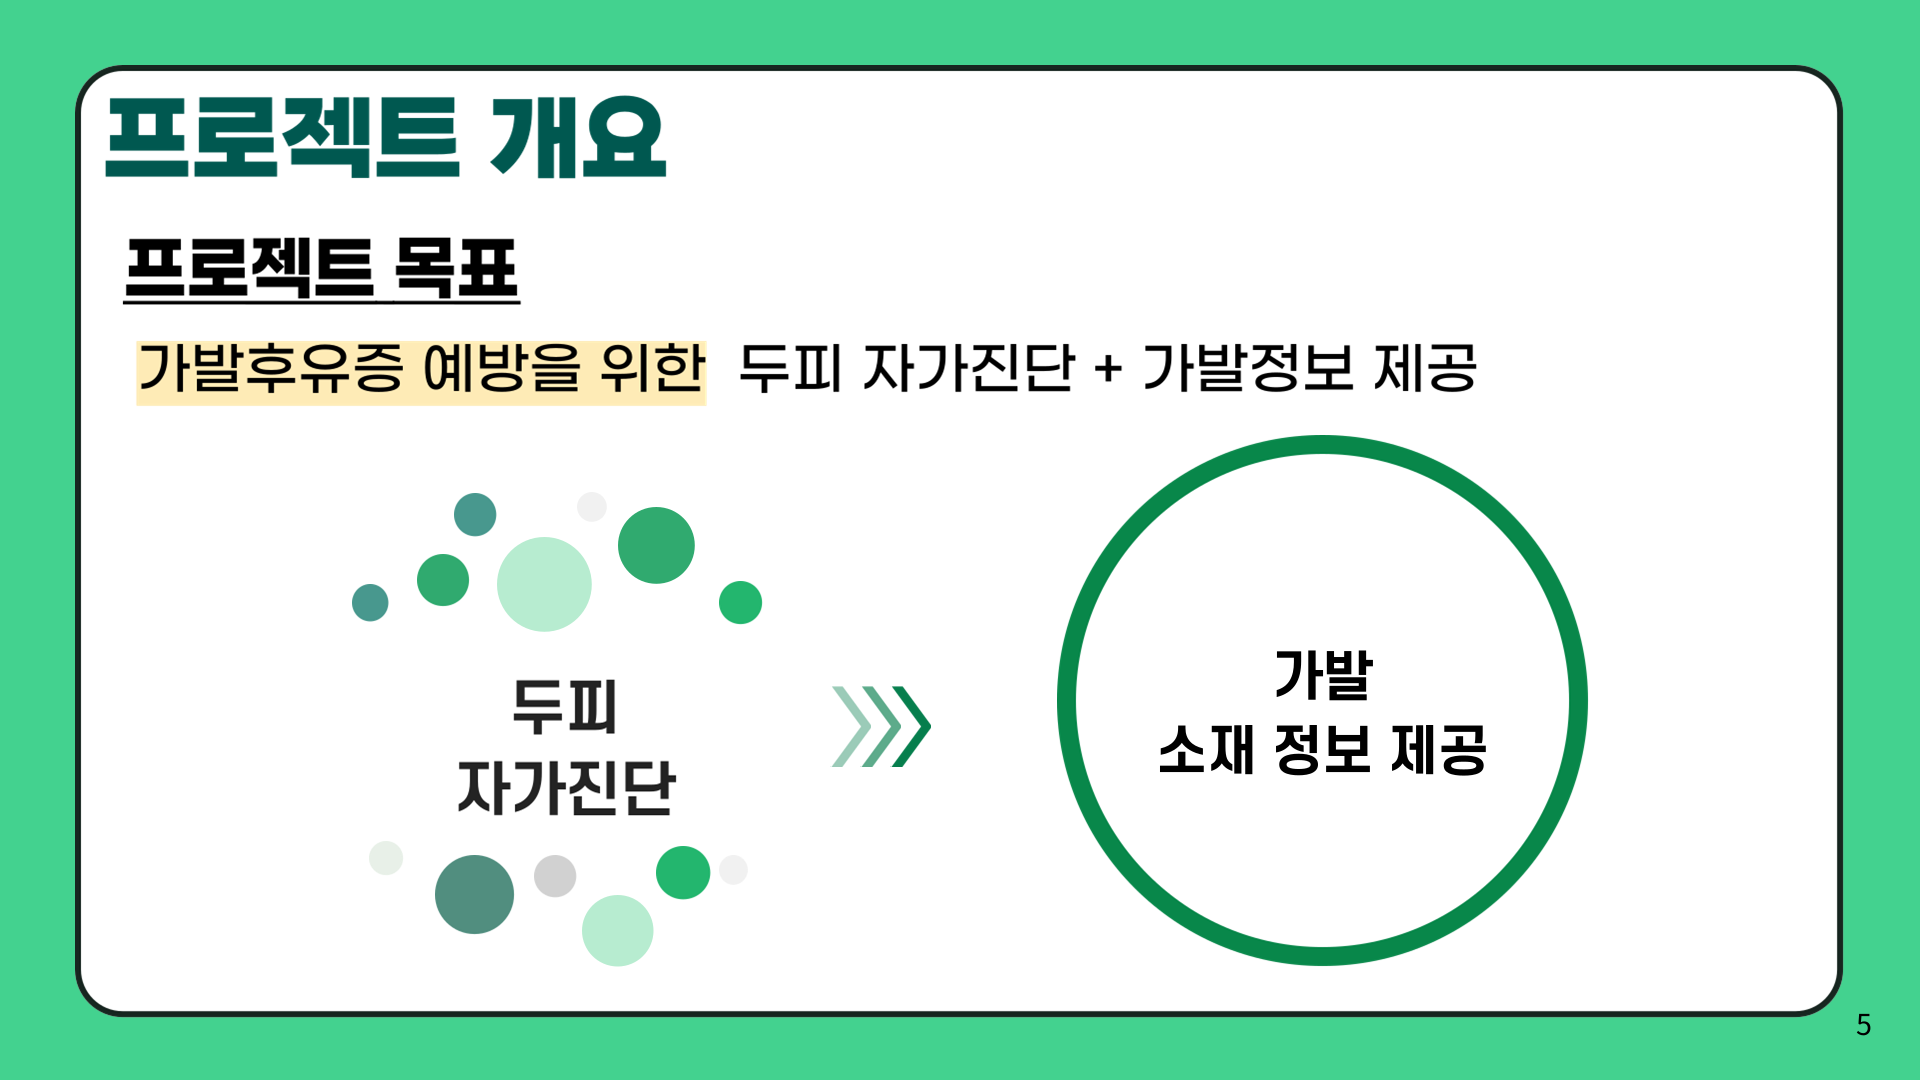 프로젝트 개요
프로젝트 목표
가발후유증 예방을 위한 두피 자가진단 + 가발정보 제공
두피
자가진단
가발
소재 정보 제공
5